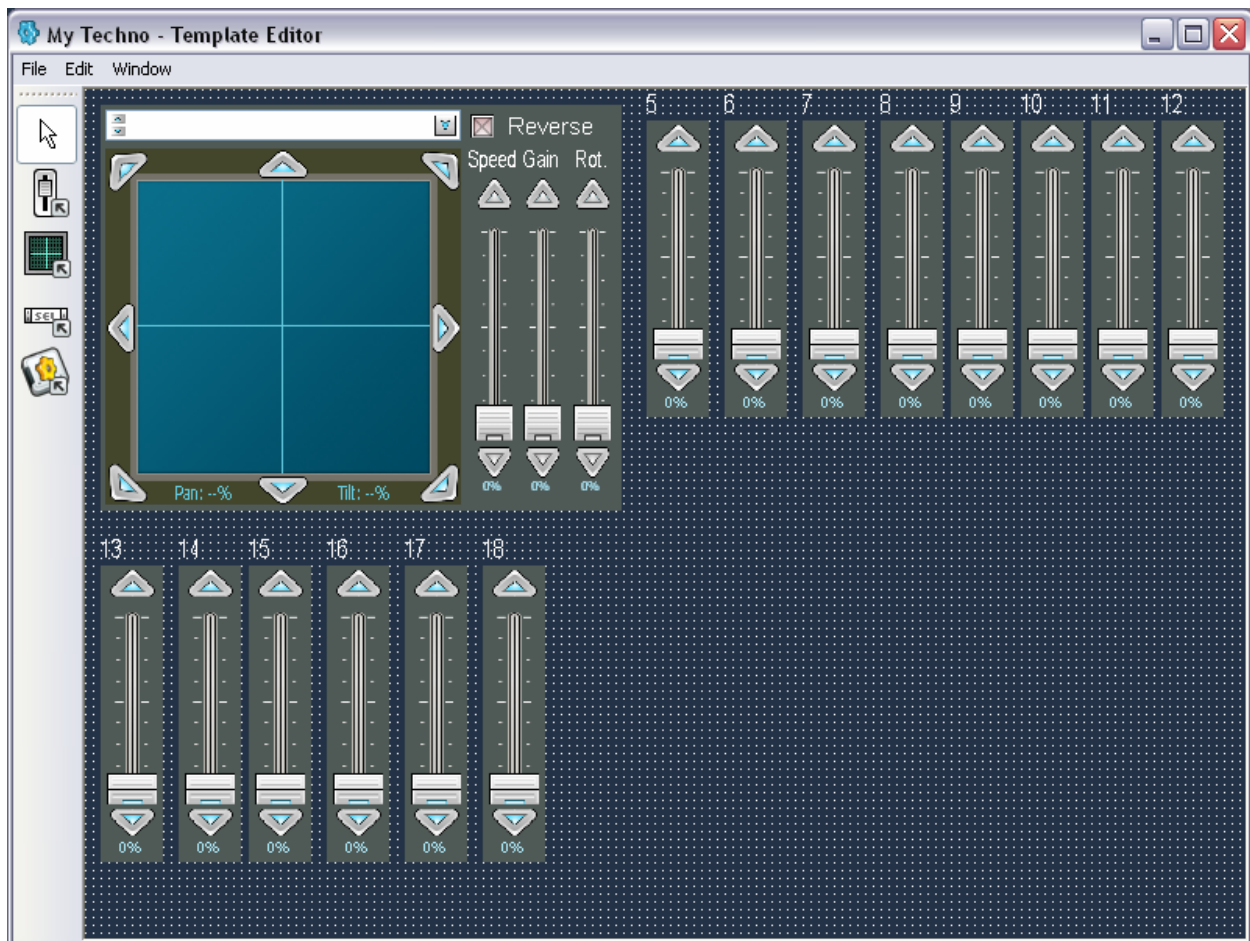 My Techno - Template Editor
File Edit Window
SEL
Reverse
Speed Gain Rot.
0% 0% 0%
Pan: --% Tilt: --%
5 6 7 8 9 10 11 12
0% 0% 0% 0% 0% 0% 0% 0%
13 14 15 16 17 18
0% 0% 0% 0% 0% 0%